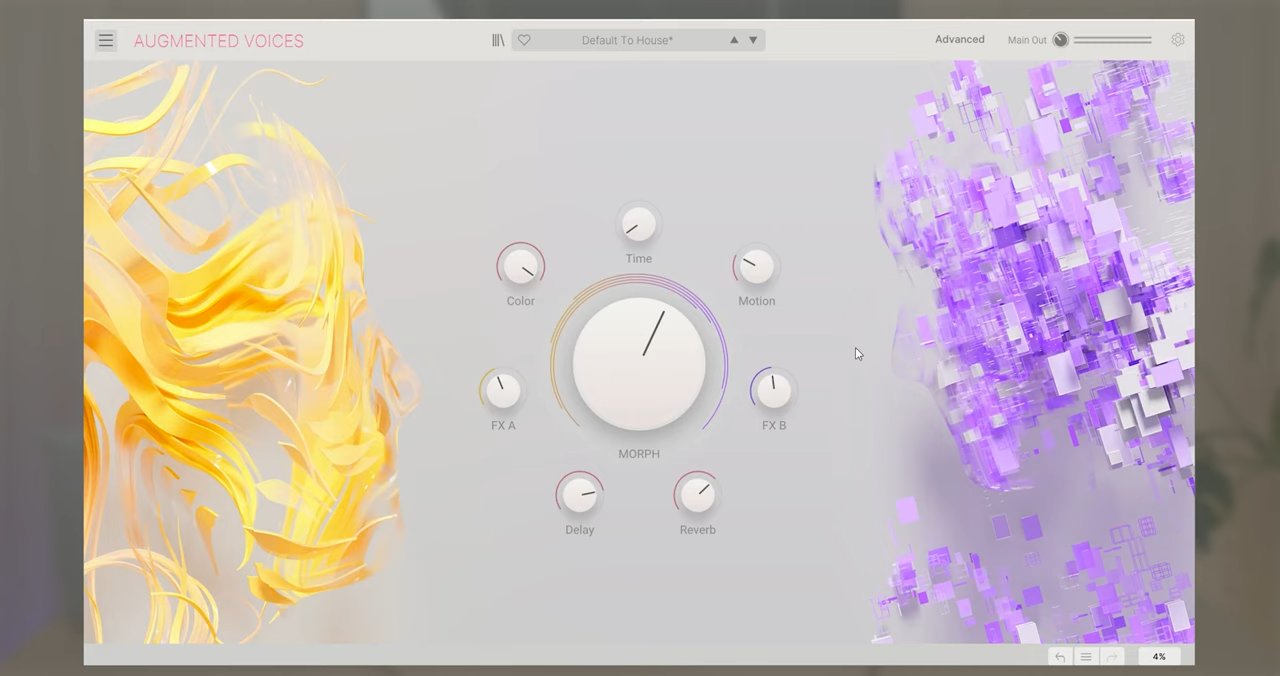 AUGMENTED VOICES
Default To House*
Advanced
Main Out
Time
Color
Motion
FX A
FX B
MORPH
Delay
Reverb
4%